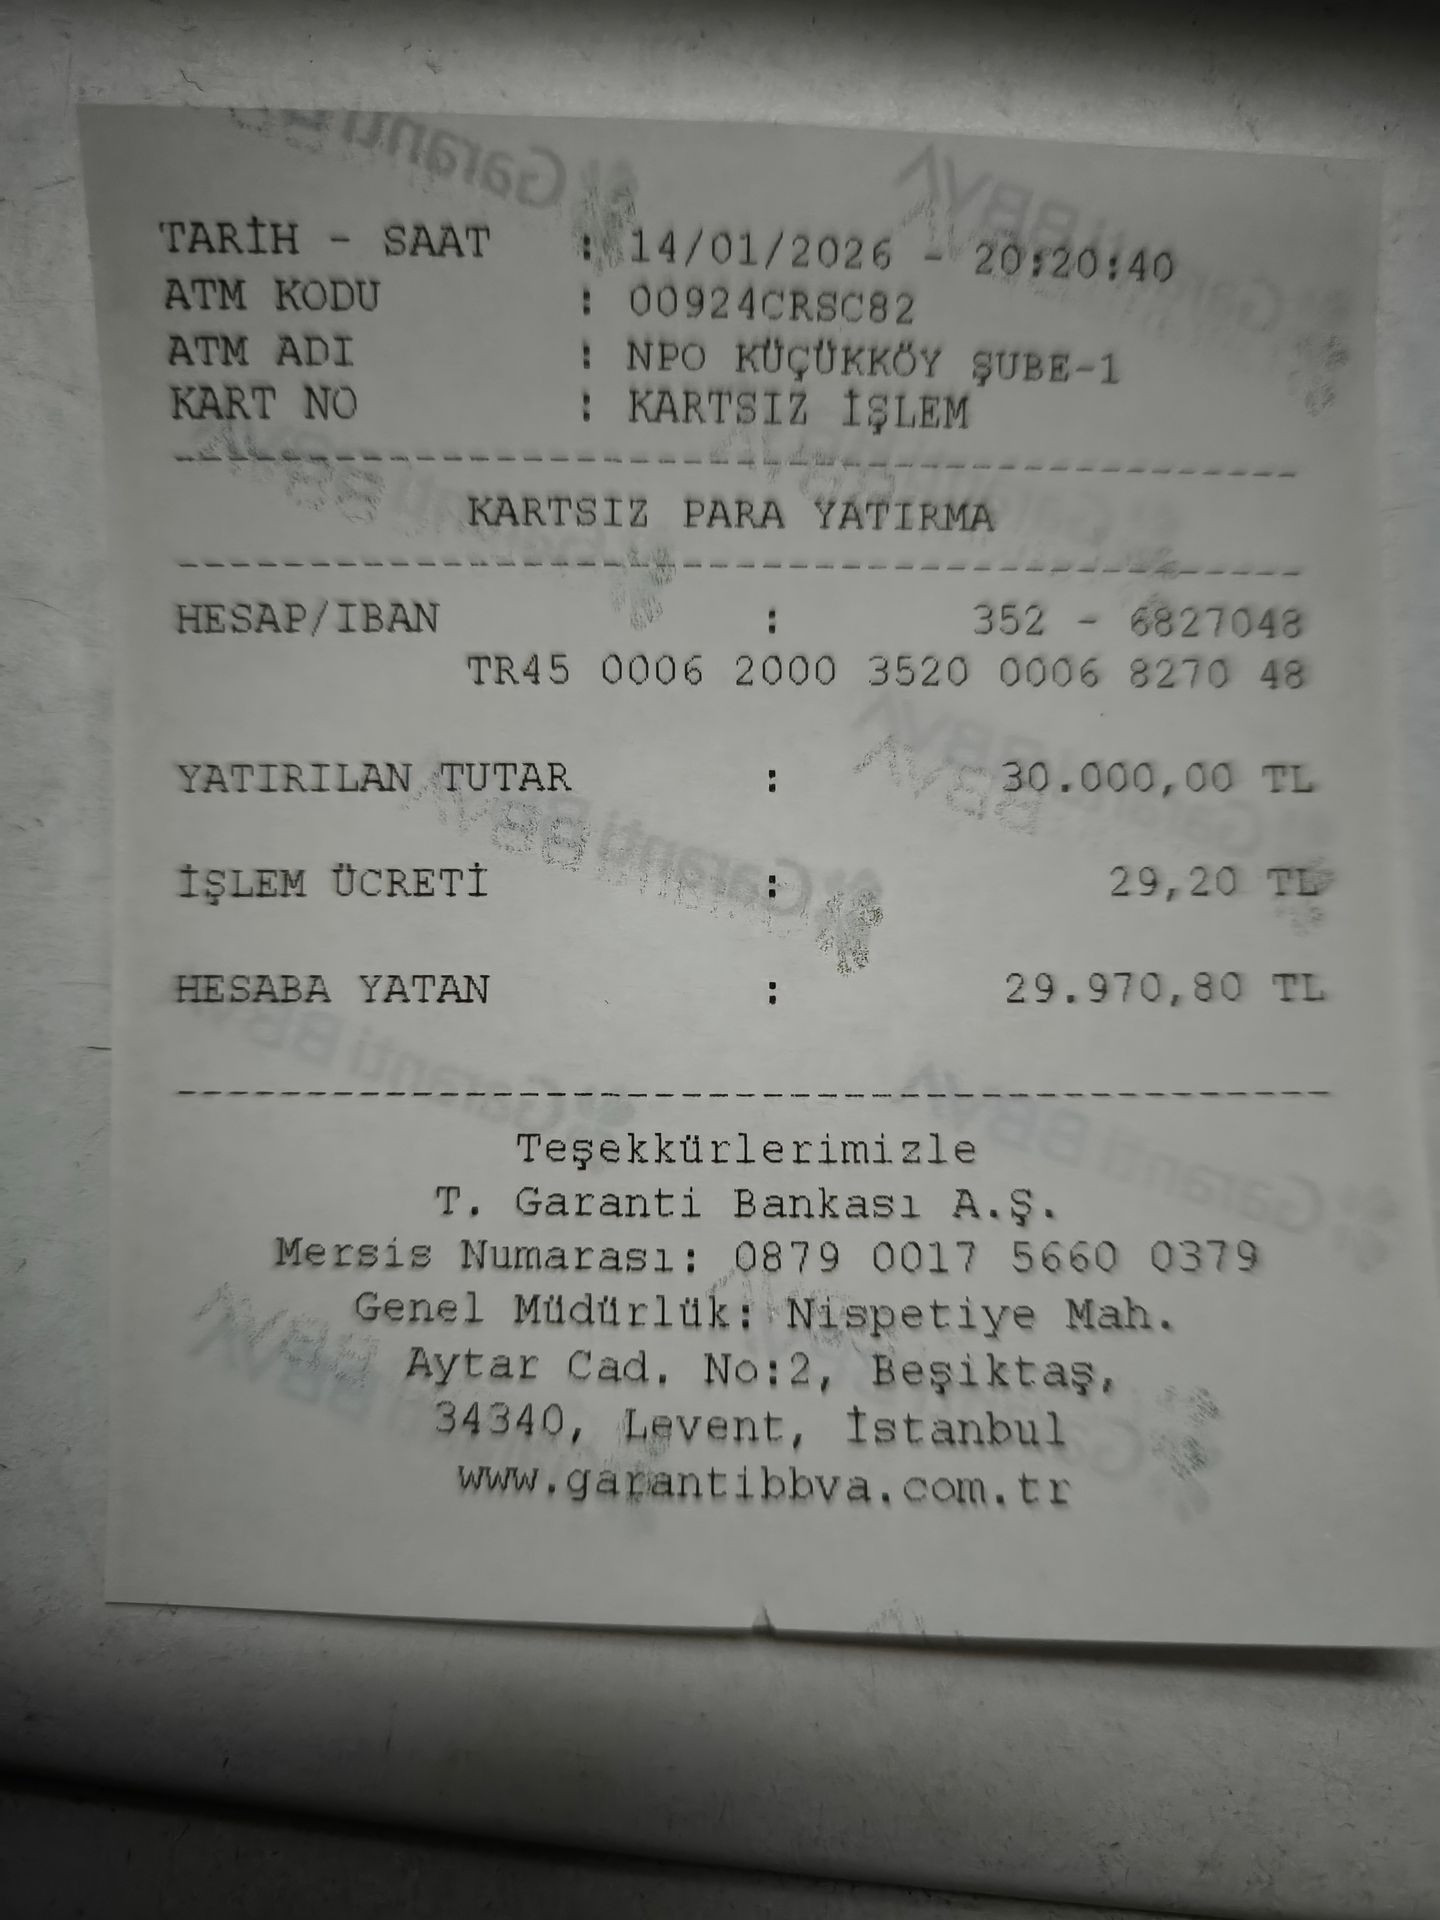 TARİH - SAAT : 14/01/2026 - 20:20:40
ATM KODU : 00924CRSC82
ATM ADI : NPO KÜÇÜKKÖY ŞUBE-1
KART NO : KARTSIZ İŞLEM
KARTSIZ PARA YATIRMA
HESAP/IBAN : 352 - 6827048
TR45 0006 2000 3520 0006 8270 48
YATIRILAN TUTAR : 30.000,00 TL
İŞLEM ÜCRETİ : 29,20 TL
HESABA YATAN : 29.970,80 TL
Teşekkürlerimizle
T. Garanti Bankası A.Ş.
Mersis Numarası: 0879 0017 5660 0379
Genel Müdürlük: Nispetiye Mah.
Aytar Cad. No:2, Beşiktaş,
34340, Levent, İstanbul
www.garantibbva.com.tr